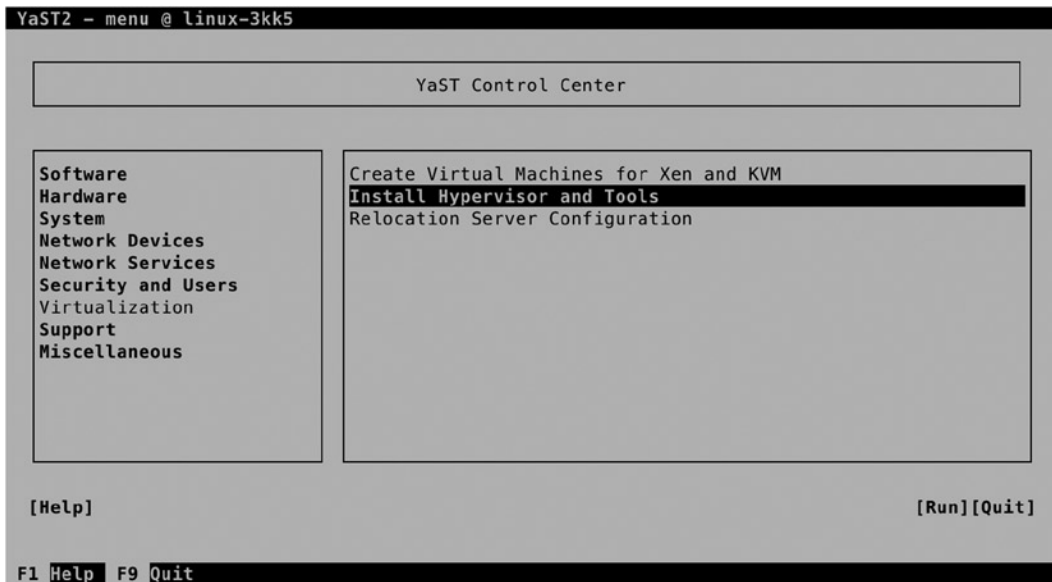 YaST2 – menu @ linux–3kk5
YaST Control Center
Software
Hardware
System
Network Devices
Network Services
Security and Users
Virtualization
Support
Miscellaneous
Create Virtual Machines for Xen and KVM
Install Hypervisor and Tools
Relocation Server Configuration
[Help]
[Run][Quit]
F1 Help F9 Quit